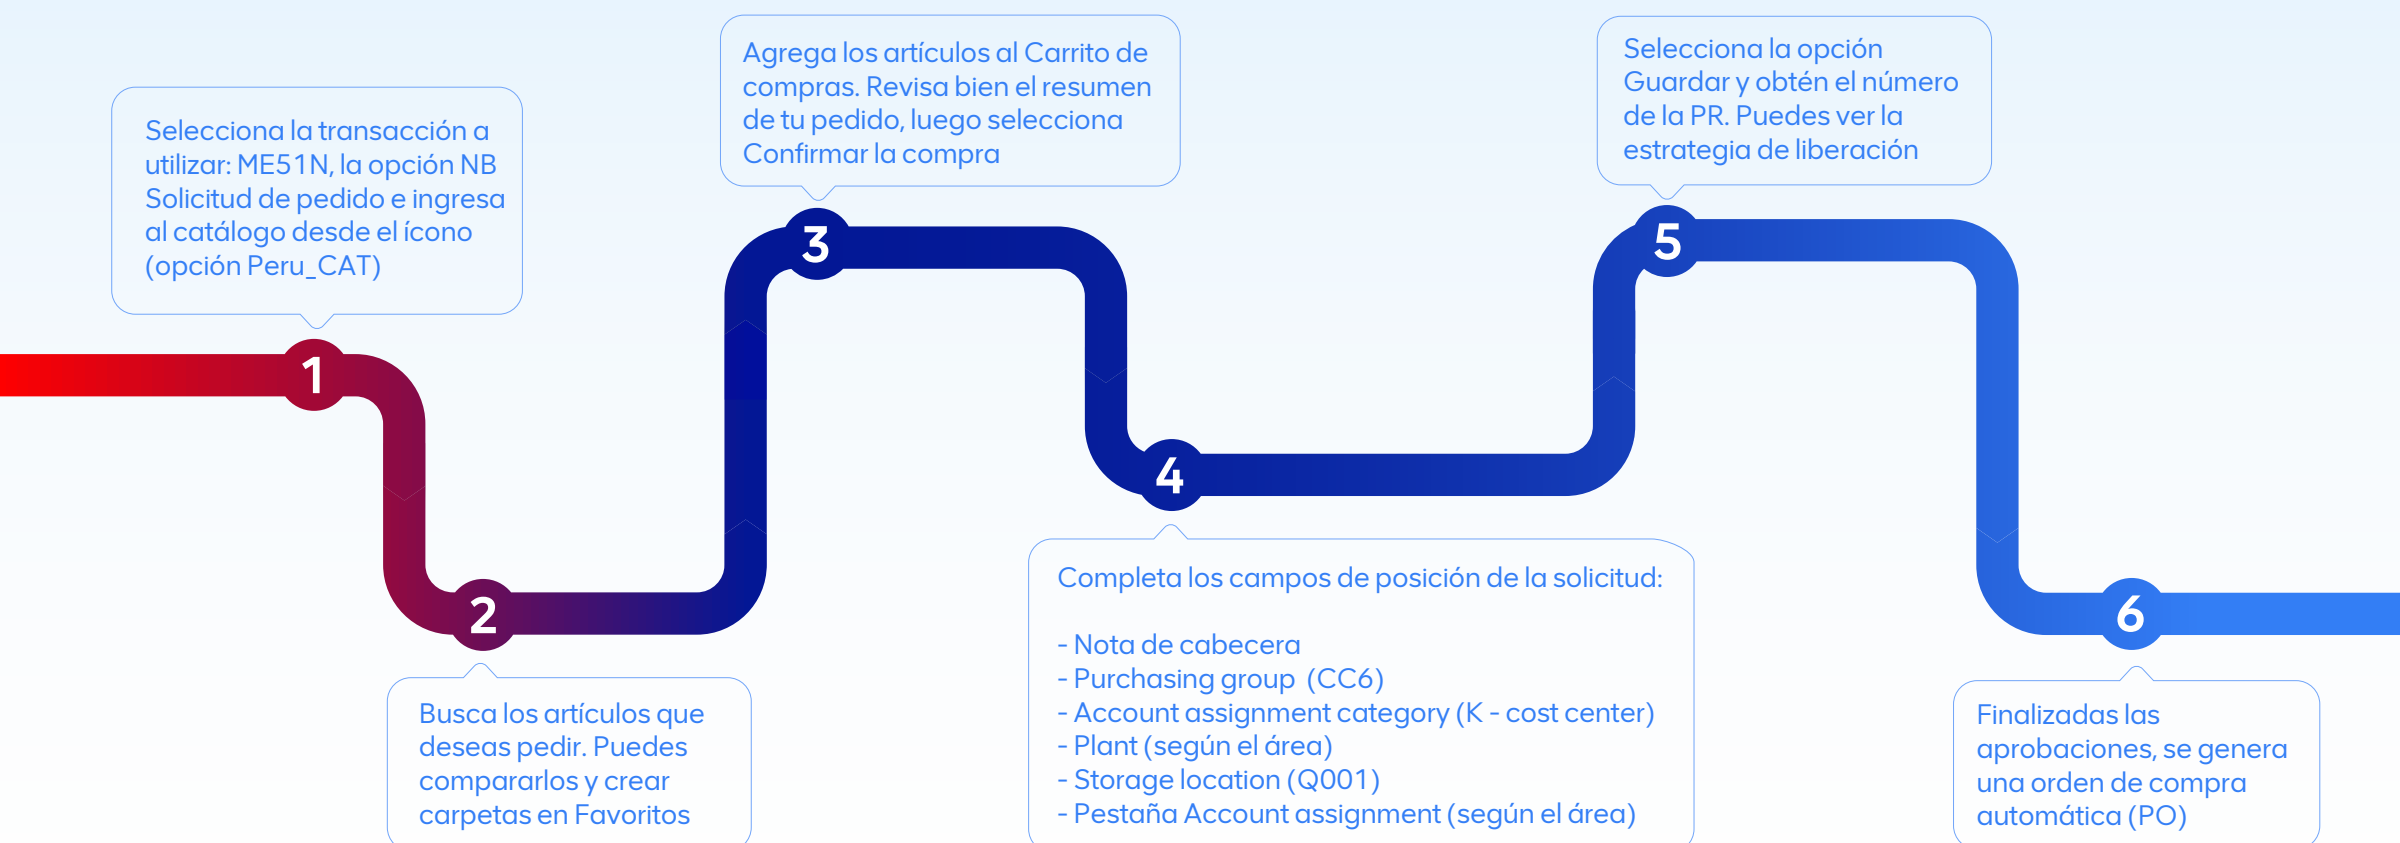 Selecciona la transacción a
utilizar: ME51N, la opción NB
Solicitud de pedido e ingresa
al catálogo desde el ícono
(opción Peru_CAT)
1
Busca los artículos que
deseas pedir. Puedes
compararlos y crear
carpetas en Favoritos
2
Agrega los artículos al Carrito de
compras. Revisa bien el resumen
de tu pedido, luego selecciona
Confirmar la compra
3
4
Completa los campos de posición de la solicitud:
- Nota de cabecera
- Purchasing group  (CC6)
- Account assignment category (K - cost center)
- Plant (según el área)
- Storage location (Q001)
- Pestaña Account assignment (según el área)
Selecciona la opción
Guardar y obtén el número
de la PR. Puedes ver la
estrategia de liberación
5
6
Finalizadas las
aprobaciones, se genera
una orden de compra
automática (PO)